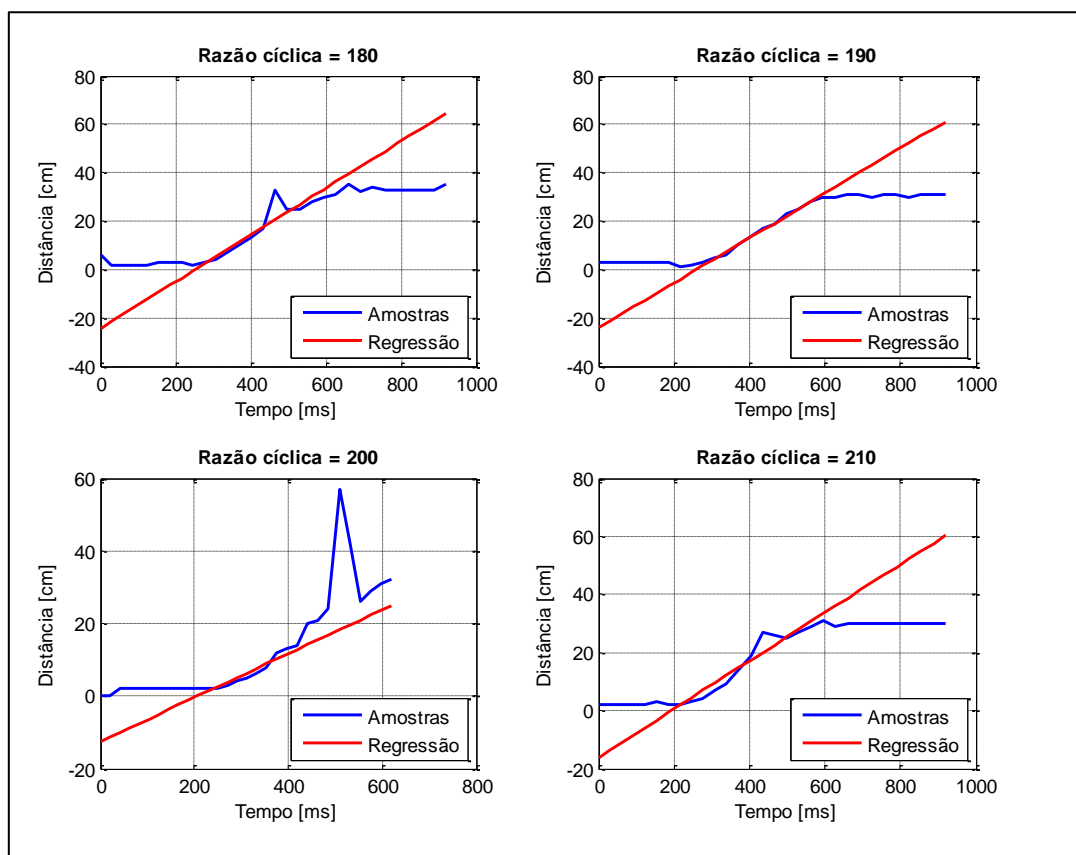 Razão cíclica = 180
80
60
40
20
0
-20
-40
Distância [cm]
0 200 400 600 800 1000
Tempo [ms]
Amostras
Regressão
Razão cíclica = 190
80
60
40
20
0
-20
-40
Distância [cm]
0 200 400 600 800 1000
Tempo [ms]
Amostras
Regressão
Razão cíclica = 200
60
40
20
0
-20
Distância [cm]
0 200 400 600 800
Tempo [ms]
Amostras
Regressão
Razão cíclica = 210
80
60
40
20
0
-20
Distância [cm]
0 200 400 600 800 1000
Tempo [ms]
Amostras
Regressão